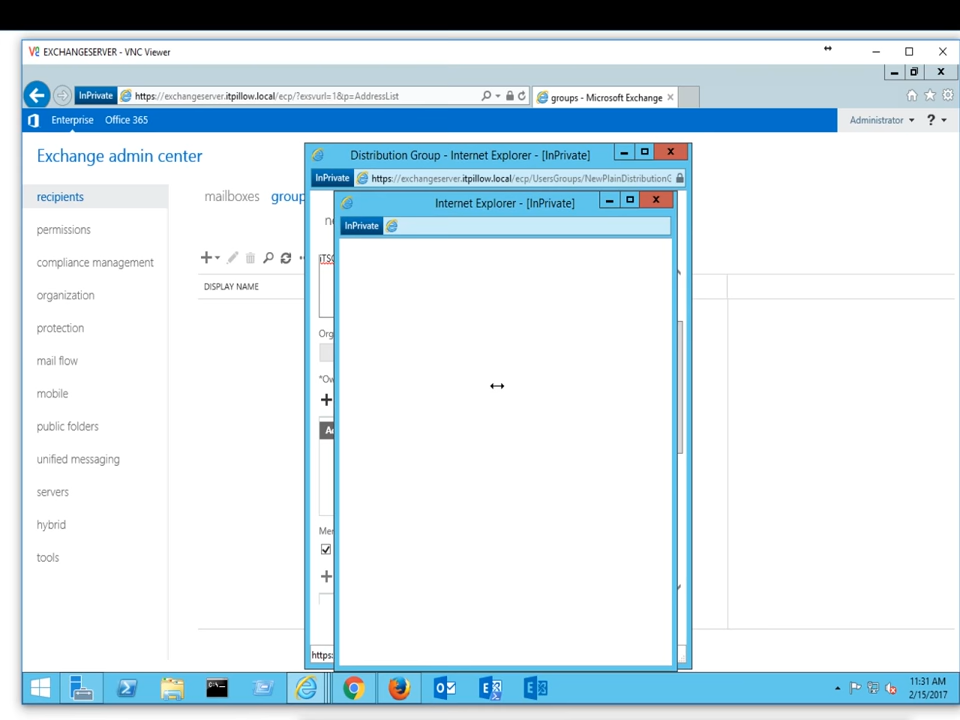 EXCHANGESERVER - VNC Viewer
InPrivate https://exchangeserver.itpillow.local/ecp/?exsvurl=1&p=AddressList groups - Microsoft Exchange
Enterprise Office 365 Administrator ?
Exchange admin center
recipients
permissions
compliance management
organization
protection
mail flow
mobile
public folders
unified messaging
servers
hybrid
tools
mailboxes group
DISPLAY NAME
Distribution Group - Internet Explorer - [InPrivate]
InPrivate https://exchangeserver.itpillow.local/ecp/UsersGroups/NewPlainDistributionG
Internet Explorer - [InPrivate]
InPrivate
https:
11:31 AM
2/15/2017